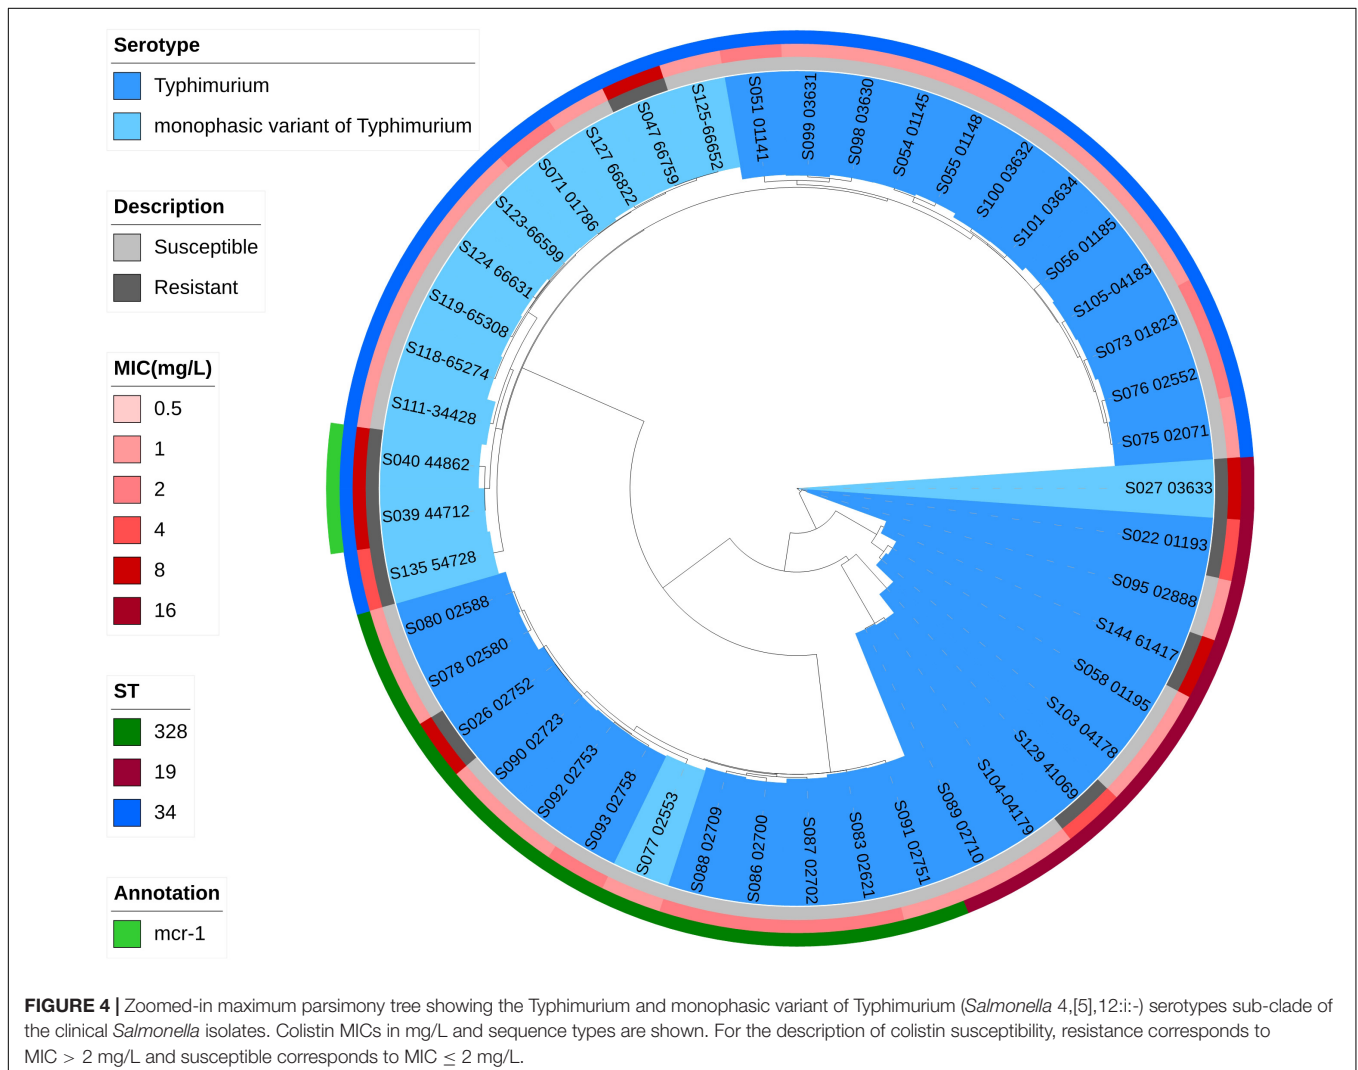 Serotype
Typhimurium
monophasic variant of Typhimurium
Description
Susceptible
Resistant
MIC(mg/L)
0.5
1
2
4
8
16
ST
328
19
34
Annotation
mcr-1
S051 01141
S099 03631
S098 03630
S054 01145
S055 01148
S100 03632
S101 03634
S056 01185
S105-04183
S073 01823
S076 02552
S075 02071
S027 03633
S022 01193
S095 02888
S144 61417
S058 01195
S103 04178
S129 41069
S104-04179
S089 02710
S091 02751
S083 02621
S087 02702
S086 02700
S088 02709
S077 02553
S093 02758
S092 02753
S090 02723
S026 02752
S078 02580
S080 02588
S135 54728
S039 44712
S040 44862
S111-34428
S118-65274
S119-65308
S124 66631
S123-66599
S071 01786
S127 66822
S047 66759
S125-66652
FIGURE 4 | Zoomed-in maximum parsimony tree showing the Typhimurium and monophasic variant of Typhimurium (Salmonella 4,[5],12:i:-) serotypes sub-clade of
the clinical Salmonella isolates. Colistin MICs in mg/L and sequence types are shown. For the description of colistin susceptibility, resistance corresponds to
MIC > 2 mg/L and susceptible corresponds to MIC ≤ 2 mg/L.